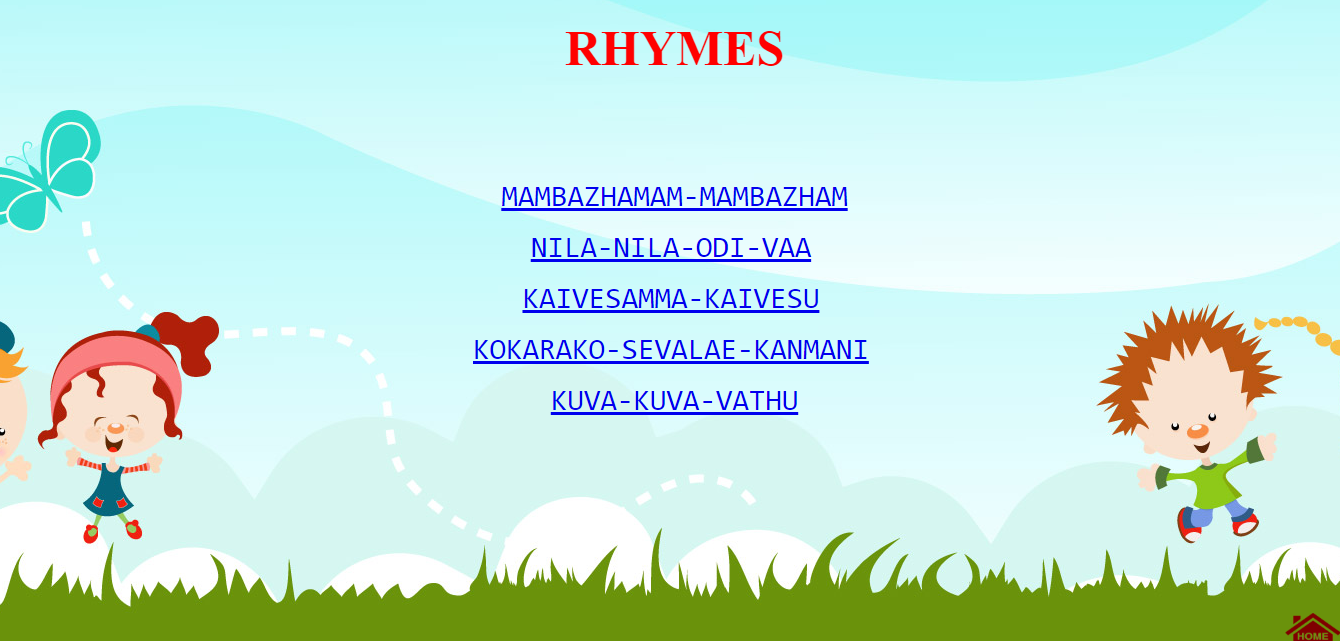 RHYMES
MAMBAZHAMAM-MAMBAZHAM
NILA-NILA-ODI-VAA
KAIVESAMMA-KAIVESU
KOKARAKO-SEVALAE-KANMANI
KUVA-KUVA-VATHU
HOME